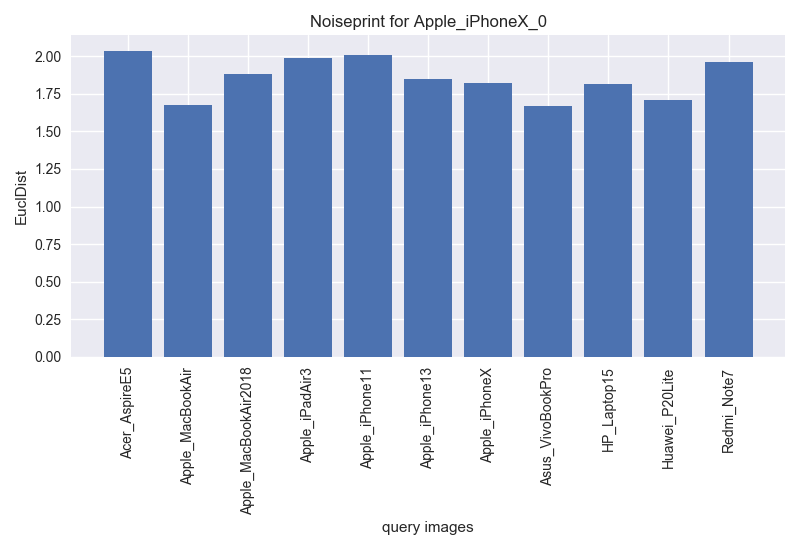 Noiseprint for Apple_iPhoneX_0
EuclDist
2.00
1.75
1.50
1.25
1.00
0.75
0.50
0.25
0.00
Acer_AspireE5
Apple_MacBookAir
Apple_MacBookAir2018
Apple_iPadAir3
Apple_iPhone11
Apple_iPhone13
Apple_iPhoneX
Asus_VivoBookPro
HP_Laptop15
Huawei_P20Lite
Redmi_Note7
query images